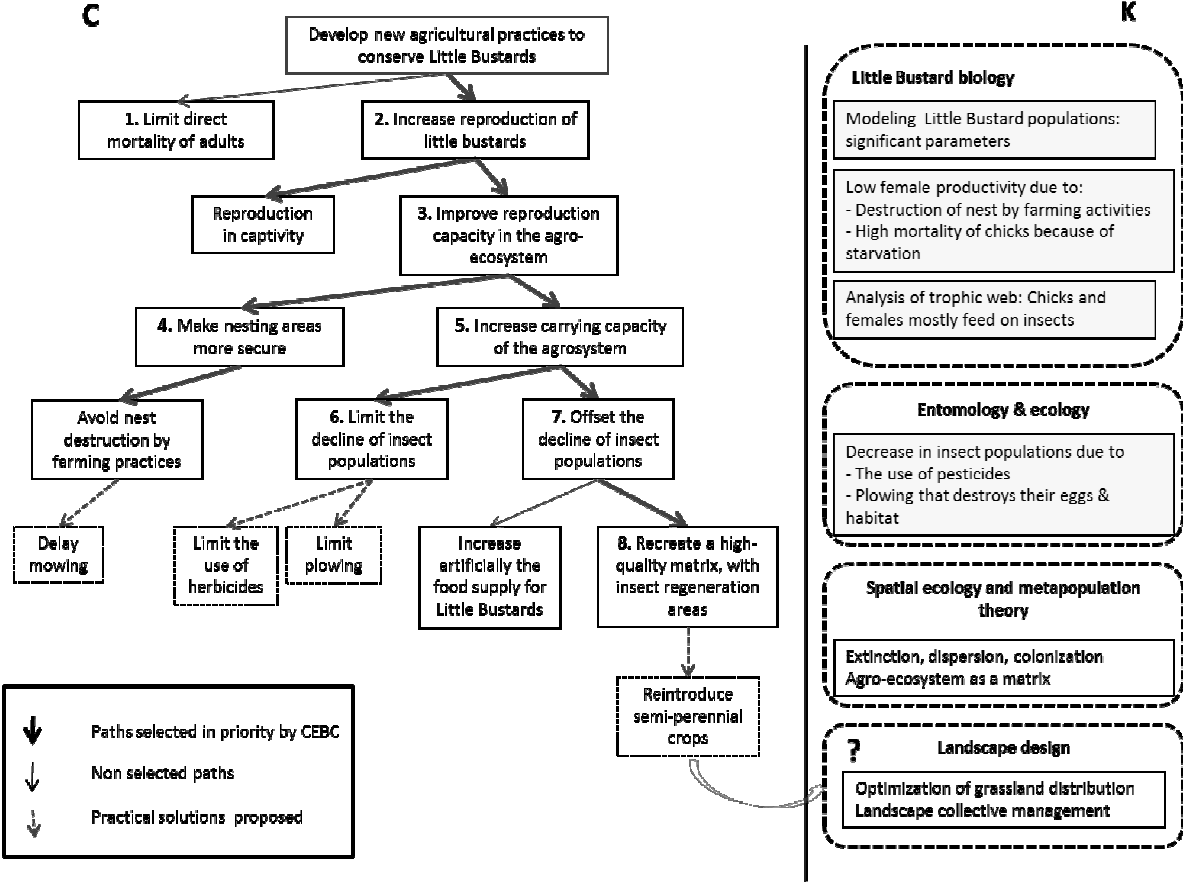 C
K
Develop new agricultural practices to
conserve Little Bustards
1. Limit direct
mortality of adults
2. Increase reproduction of
little bustards
Reproduction
in captivity
3. Improve reproduction
capacity in the agro-
ecosystem
4. Make nesting areas
more secure
5. Increase carrying capacity
of the agrosystem
Avoid nest
destruction by
farming practices
6. Limit the
decline of insect
populations
7. Offset the
decline of insect
populations
Delay
mowing
Limit the
use of
herbicides
Limit
plowing
Increase
artificially the
food supply for
Little Bustards
8. Recreate a high-
quality matrix, with
insect regeneration
areas
Reintroduce
semi-perennial
crops
Paths selected in priority by CEBC
Non selected paths
Practical solutions proposed
Little Bustard biology
Modeling Little Bustard populations:
significant parameters
Low female productivity due to:
- Destruction of nest by farming activities
- High mortality of chicks because of
starvation
Analysis of trophic web: Chicks and
females mostly feed on insects
Entomology & ecology
Decrease in insect populations due to
- The use of pesticides
- Plowing that destroys their eggs &
habitat
Spatial ecology and metapopulation
theory
Extinction, dispersion, colonization
Agro-ecosystem as a matrix
? Landscape design
Optimization of grassland distribution
Landscape collective management